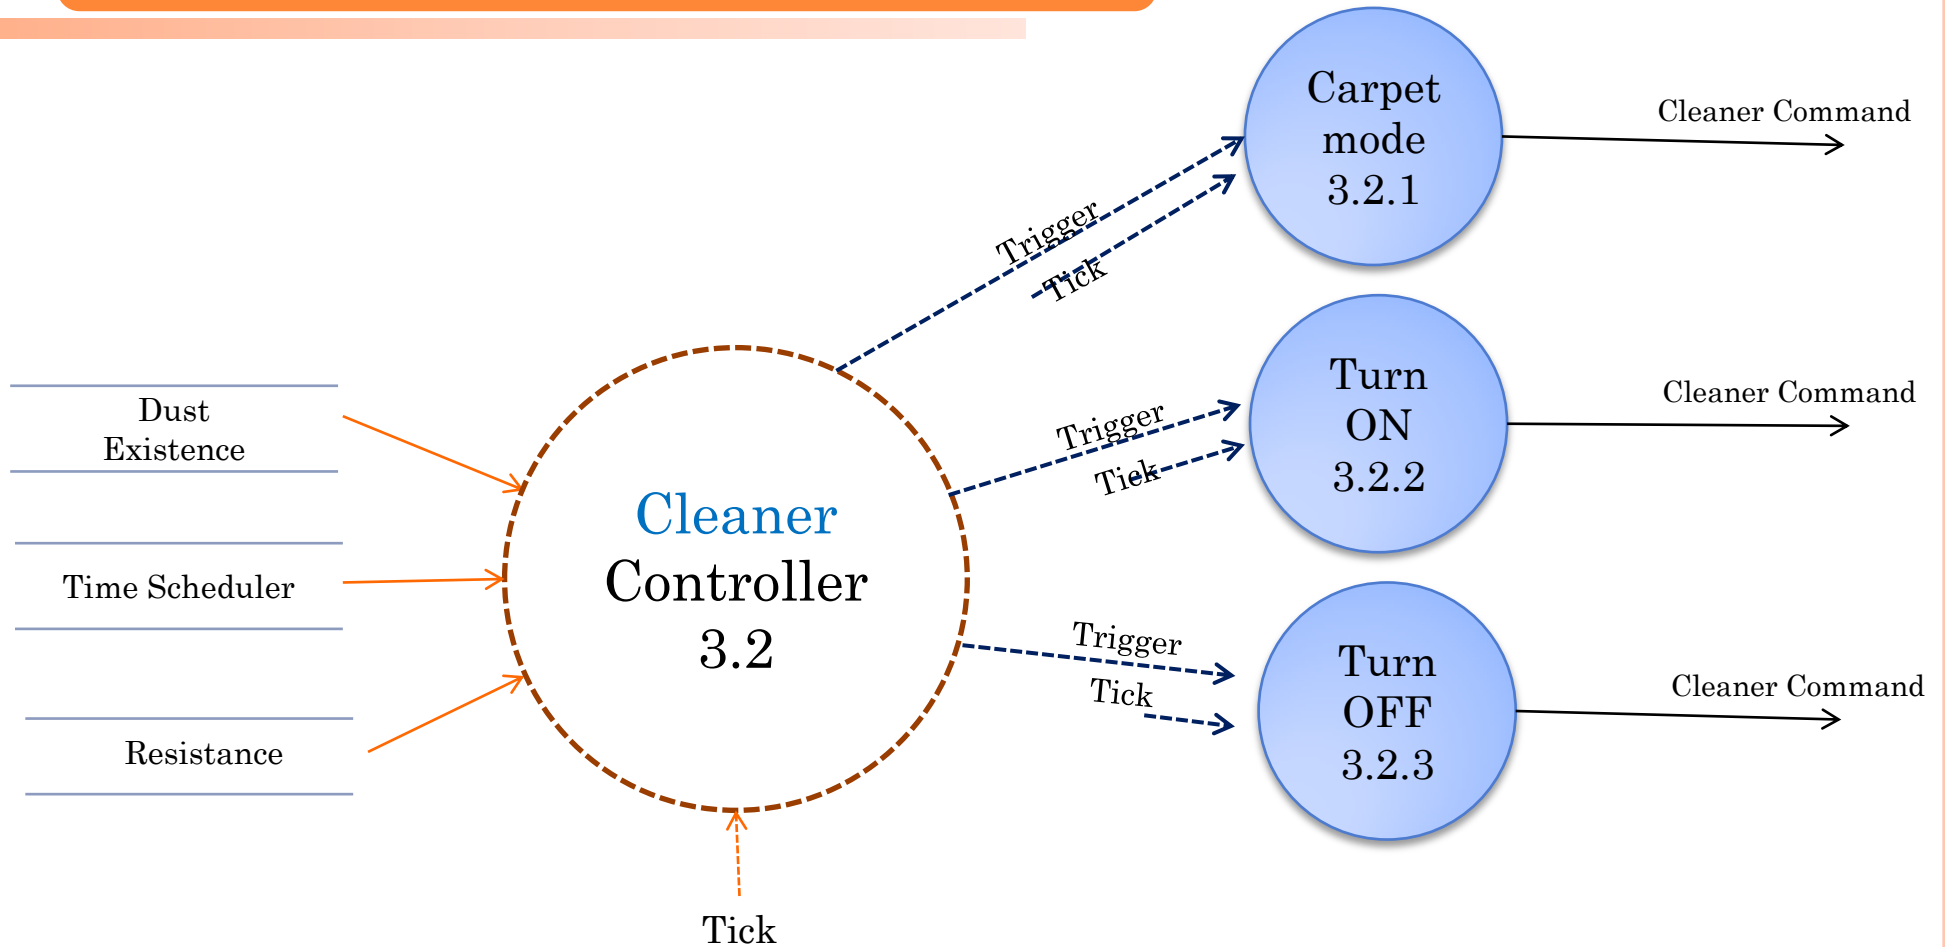 Carpet
mode
3.2.1
Cleaner Command
Trigger
Tick
Turn
ON
3.2.2
Cleaner Command
Trigger
Tick
Dust
Existence
Time Scheduler
Resistance
Cleaner
Controller
3.2
Trigger
Tick
Turn
OFF
3.2.3
Cleaner Command
Tick